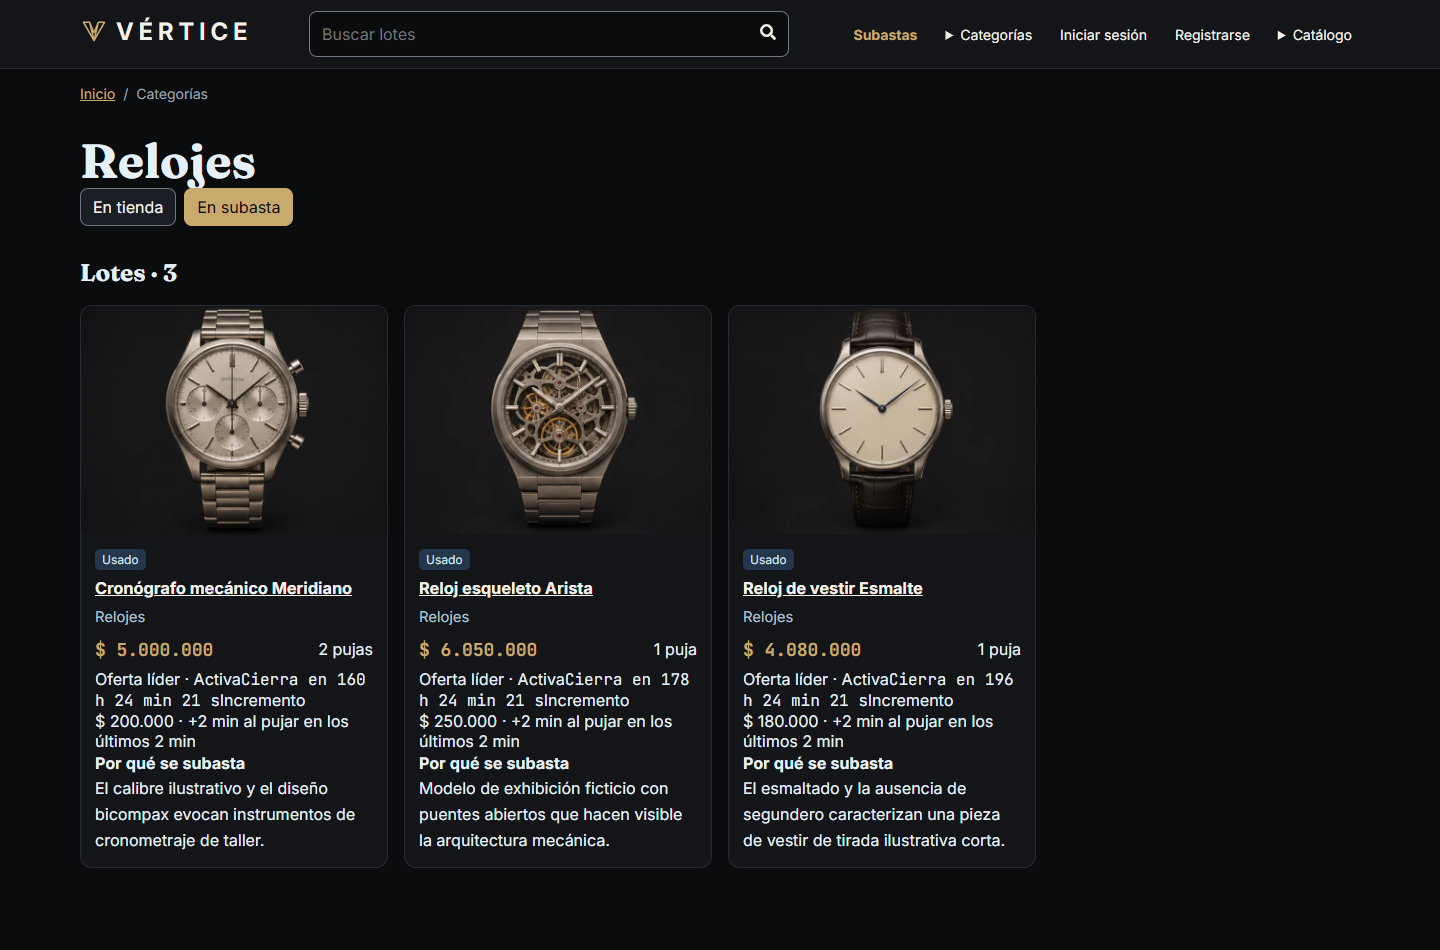 VÉRTICE
Buscar lotes
Subastas
Categorías
Iniciar sesión
Registrarse
Catálogo
Inicio / Categorías
Relojes
En tienda
En subasta
Lotes • 3
Usado
Cronógrafo mecánico Meridiano
Relojes
$ 5.000.000
2 pujas
Oferta líder · ActivaCierra en 160
h 24 min 21 sIncremento
$ 200.000 · +2 min al pujar en los
últimos 2 min
Por qué se subasta
El calibre ilustrativo y el diseño
bicompax evocan instrumentos de
cronometraje de taller.
Usado
Reloj esqueleto Arista
Relojes
$ 6.050.000
1 puja
Oferta líder · ActivaCierra en 178
h 24 min 21 sIncremento
$ 250.000 · +2 min al pujar en los
últimos 2 min
Por qué se subasta
Modelo de exhibición ficticio con
puentes abiertos que hacen visible
la arquitectura mecánica.
Usado
Reloj de vestir Esmalte
Relojes
$ 4.080.000
1 puja
Oferta líder · ActivaCierra en 196
h 24 min 21 sIncremento
$ 180.000 · +2 min al pujar en los
últimos 2 min
Por qué se subasta
El esmaltado y la ausencia de
segundero caracterizan una pieza
de vestir de tirada ilustrativa corta.